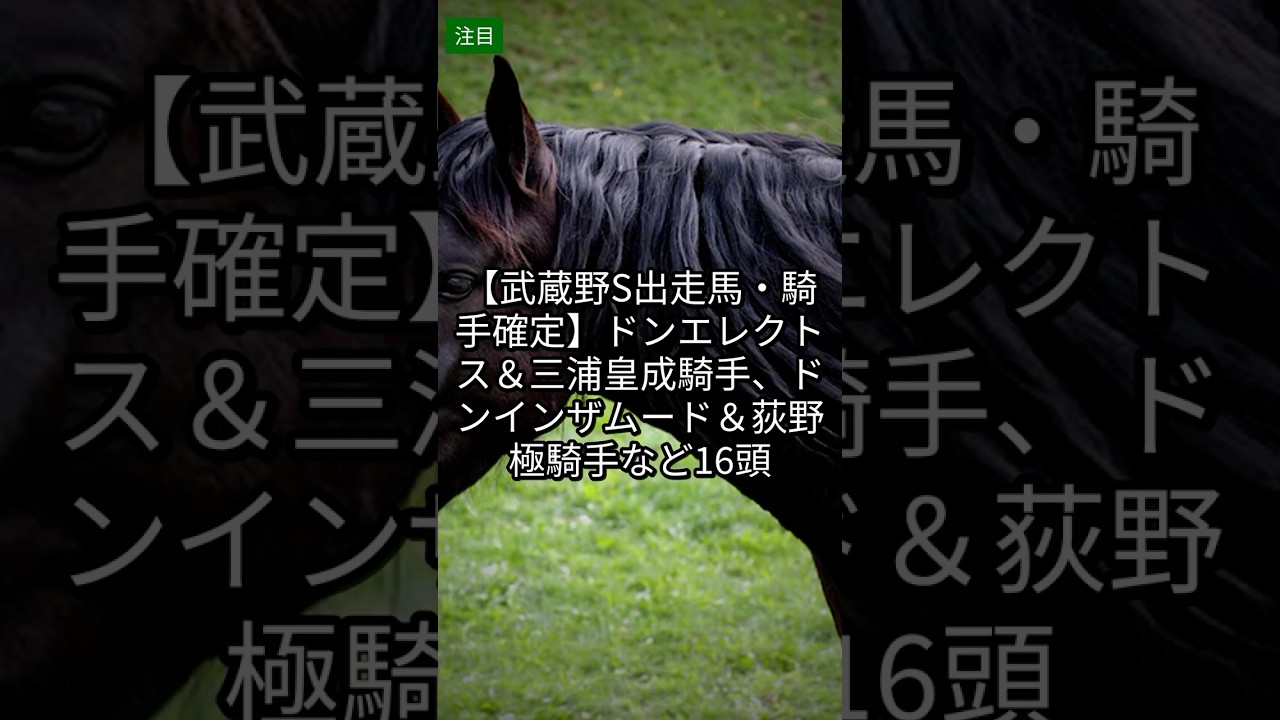 注目
【武蔵野S出走馬・騎
手確定】ドンエレクト
ス＆三浦皇成騎手、ド
ンインザムード＆荻野
極騎手など16頭